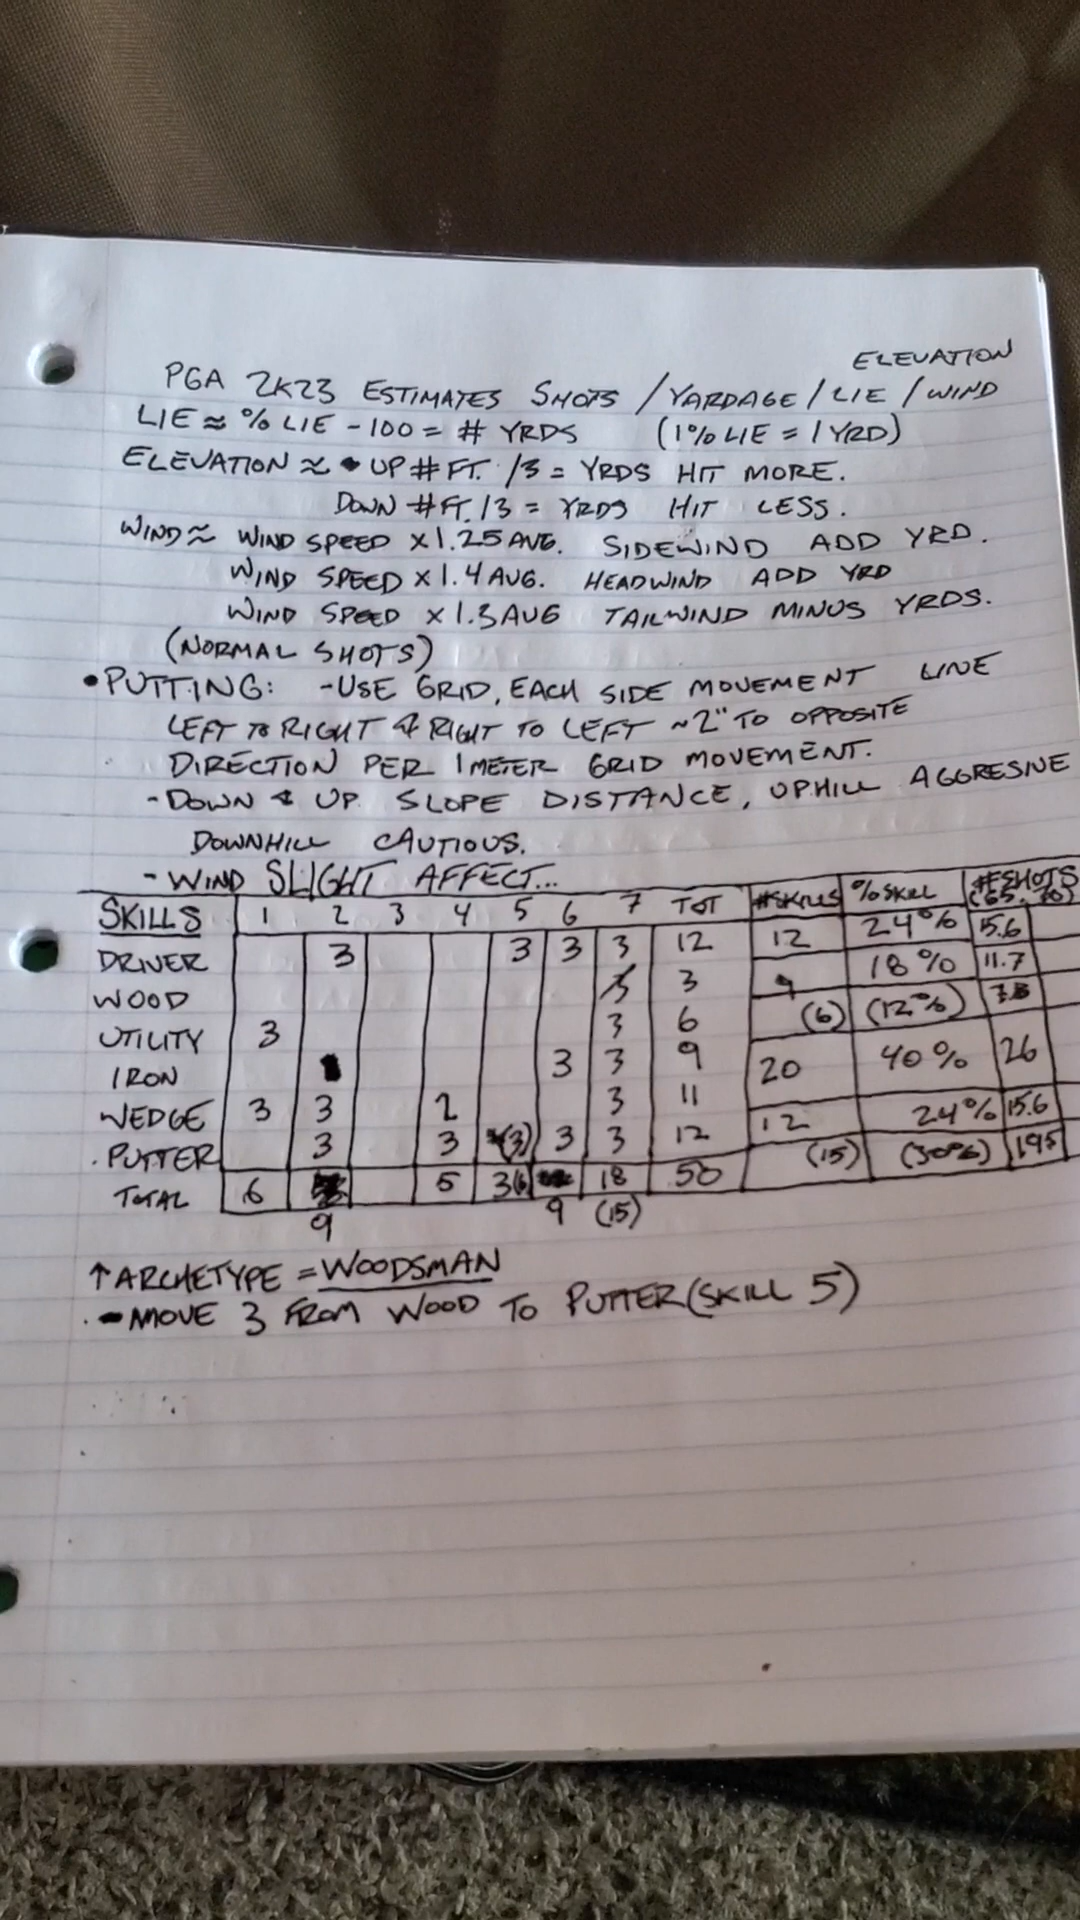 ELEVATION
PGA 2K23 ESTIMATES SHOTS / YARDAGE / LIE / WIND
LIE ≈ % LIE - 100 = # YRDS (1% LIE = 1 YRD)
ELEVATION ≈ UP # FT. /3 = YRDS HIT MORE.
DOWN # FT. /3 = YRDS HIT LESS.
WIND ≈ WIND SPEED X 1.25 AVG. SIDEWIND ADD YRD.
WIND SPEED X 1.4 AUG. HEADWIND ADD YRD
WIND SPEED X 1.3 AUG TAILWIND MINUS YRDS.
(NORMAL SHOTS)
• PUTTING: - USE GRID, EACH SIDE MOVEMENT LINE
LEFT TO RIGHT & RIGHT TO LEFT ~2" TO OPPOSITE
DIRECTION PER 1 METER GRID MOVEMENT.
- DOWN & UP SLOPE DISTANCE, UPHILL AGGRESIVE
DOWNHILL CAUTIOUS.
- WIND SLIGHT AFFECT...
SKILLS 1 2 3 4 5 6 7 TOT #SKILLS % SKILL #SHOTS (65.70)
DRIVER 3 3 3 3 12 12 24% 15.6
WOOD 3 3 9 18% 11.7
UTILITY 3 3 6 (6) (12%) 7.8
IRON 3 3 9 20 40% 26
WEDGE 3 3 2 3 11 12 24% 15.6
PUTTER 3 3 (3) 3 3 12 (15) (30%) 195
TOTAL 6 5 3 18 50
9 9 (15)
↑ ARCHETYPE = WOODSMAN
- MOVE 3 FROM WOOD TO PUTTER (SKILL 5)